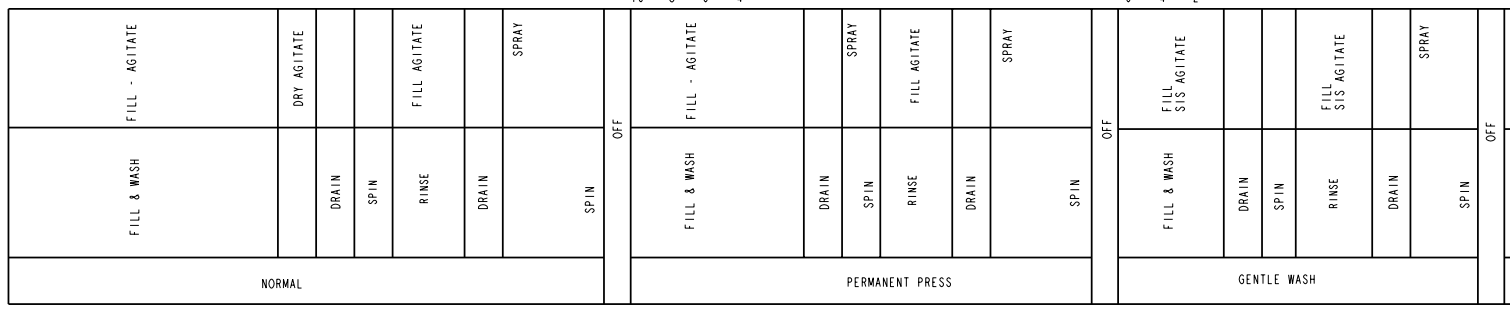 FILL - AGITATE
DRY AGITATE
FILL AGITATE
SPRAY
FILL & WASH
DRAIN
SPIN
RINSE
DRAIN
SPIN
NORMAL
OFF
FILL - AGITATE
SPRAY
FILL AGITATE
SPRAY
FILL & WASH
DRAIN
SPIN
RINSE
DRAIN
SPIN
PERMANENT PRESS
OFF
FILL
SIS AGITATE
FILL
SIS AGITATE
SPRAY
FILL & WASH
DRAIN
SPIN
RINSE
DRAIN
SPIN
GENTLE WASH
OFF